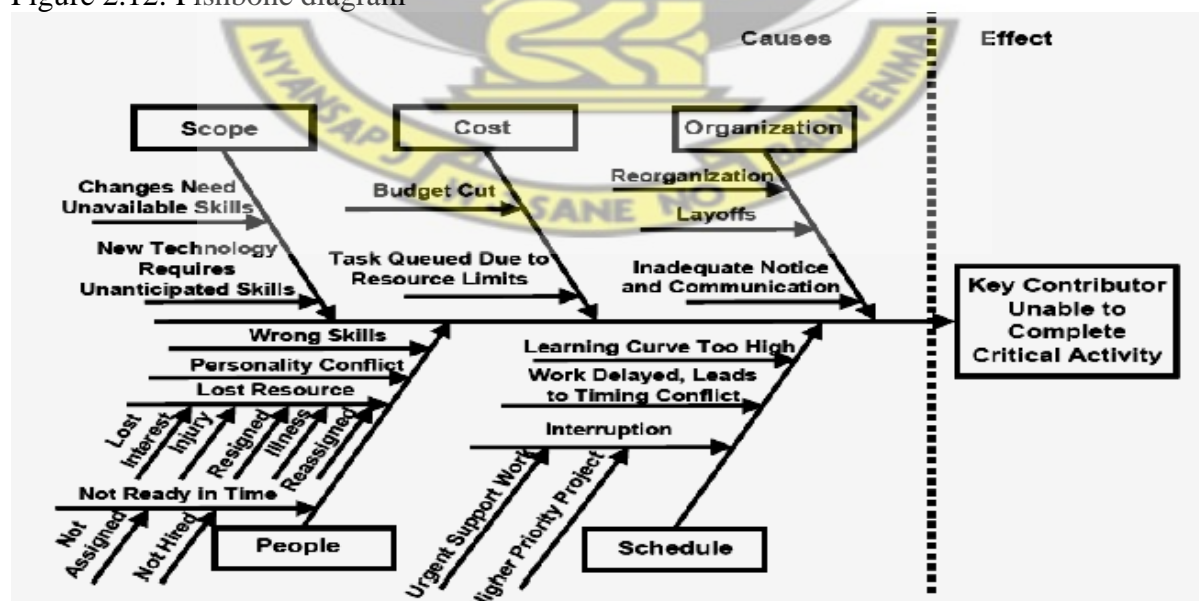 Figure 2.12: Fishbone diagram
Causes
Effect
Scope
Cost
Organization
Changes Need
Unavailable Skills
New Technology
Requires
Unanticipated Skills
Budget Cut
Task Queued Due to
Resource Limits
Reorganization
Layoffs
Inadequate Notice
and Communication
Key Contributor
Unable to
Complete
Critical Activity
Wrong Skills
Personality Conflict
Lost Resource
Lost
Interest
Injury
Resigned
Illness
Reassigned
Not Ready in Time
Not
Assigned
Not Hired
People
Learning Curve Too High
Work Delayed, Leads
to Timing Conflict
Interruption
Urgent Support Work
Higher Priority Project
Schedule
NYANSAPO
SANE NO
BADWENMA